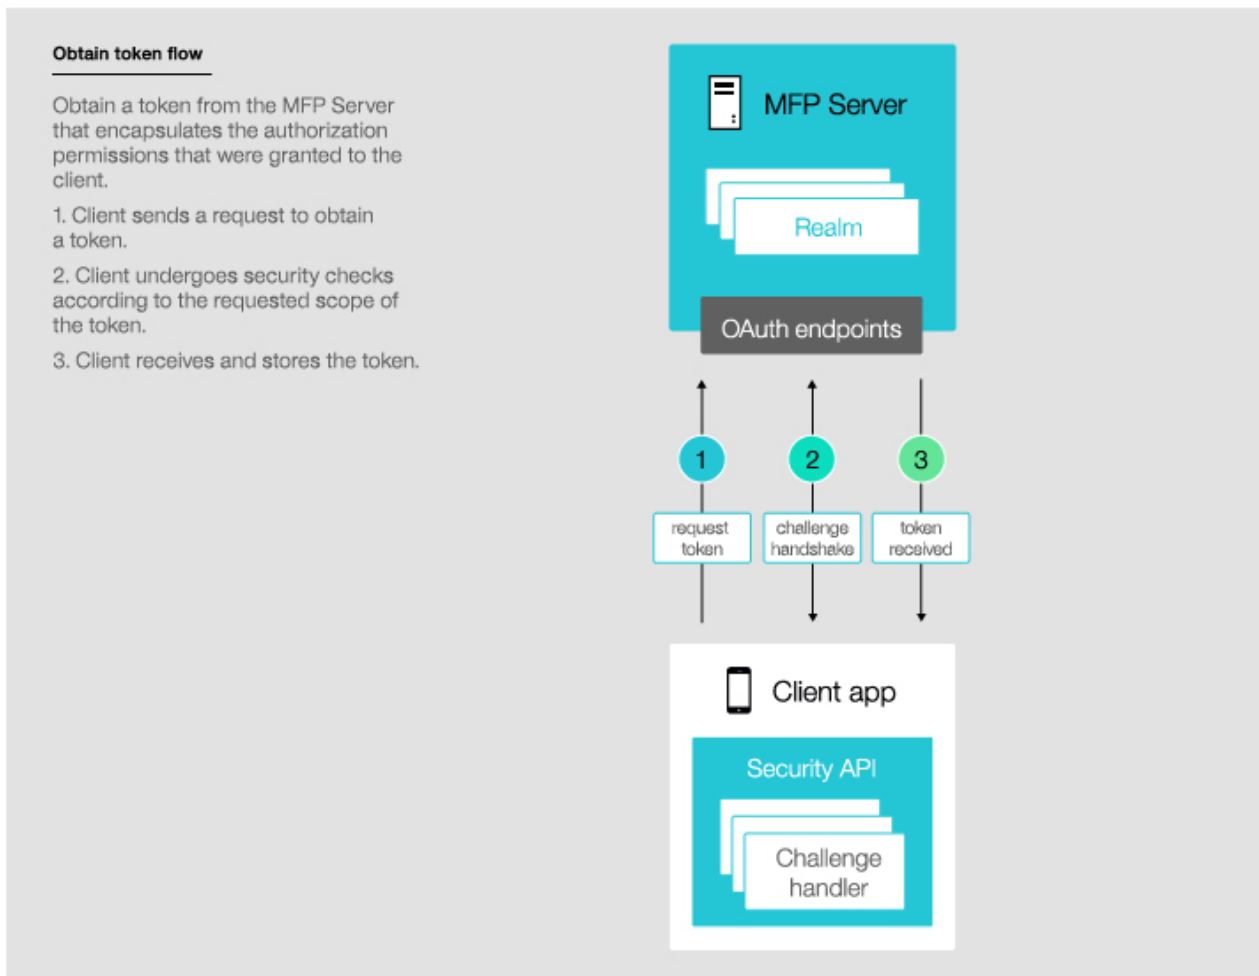 Obtain token flow
Obtain a token from the MFP Server
that encapsulates the authorization
permissions that were granted to the
client.
1. Client sends a request to obtain
a token.
2. Client undergoes security checks
according to the requested scope of
the token.
3. Client receives and stores the token.
MFP Server
Realm
OAuth endpoints
1
2
3
request
token
challenge
handshake
token
received
Client app
Security API
Challenge
handler